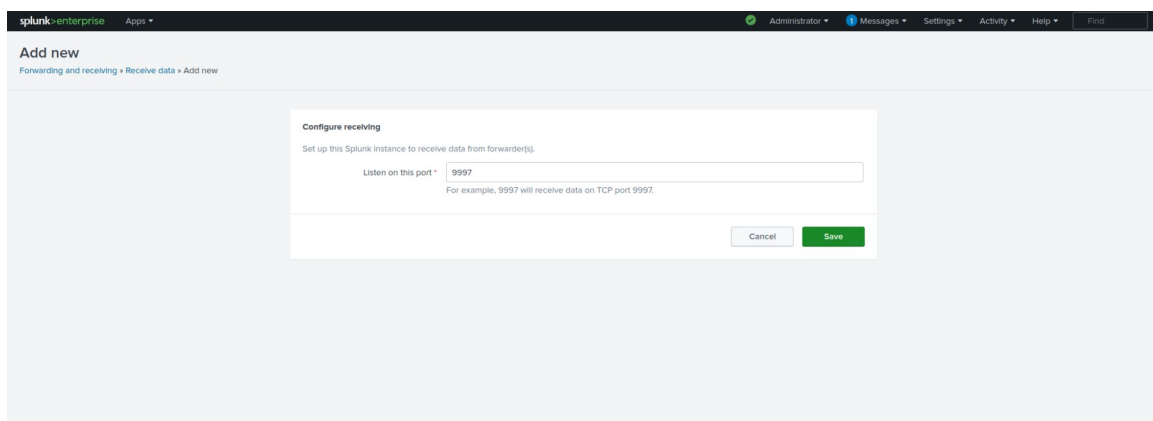 splunk>enterprise Apps Administrator 1 Messages Settings Activity Help Find
Add new
Forwarding and receiving » Receive data » Add new
Configure receiving
Set up this Splunk instance to receive data from forwarder(s).
Listen on this port * 9997
For example, 9997 will receive data on TCP port 9997.
Cancel Save